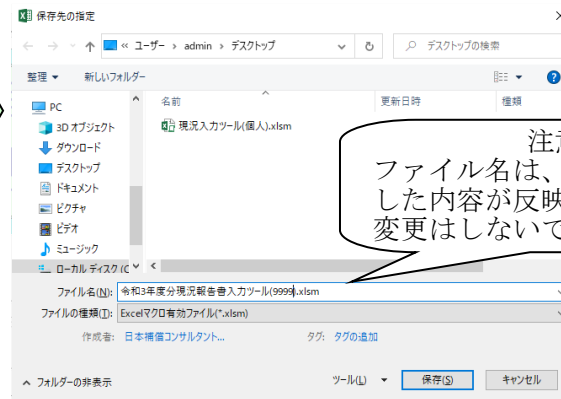 保存先の指定
« ユーザー › admin › デスクトップ
デスクトップの検索
整理 新しいフォルダー
PC
3D オブジェクト
ダウンロード
デスクトップ
ドキュメント
ピクチャ
ビデオ
ミュージック
ローカル ディスク (C
名前 更新日時 種類
現況入力ツール(個人).xlsm
注意
ファイル名は、
した内容が反映
変更はしないで
ファイル名(N): 令和3年度分現況報告書入力ツール(9999).xlsm
ファイルの種類(T): Excelマクロ有効ファイル(*.xlsm)
作成者: 日本補償コンサルタント... タグ: タグの追加
フォルダーの非表示
ツール(L) 保存(S) キャンセル